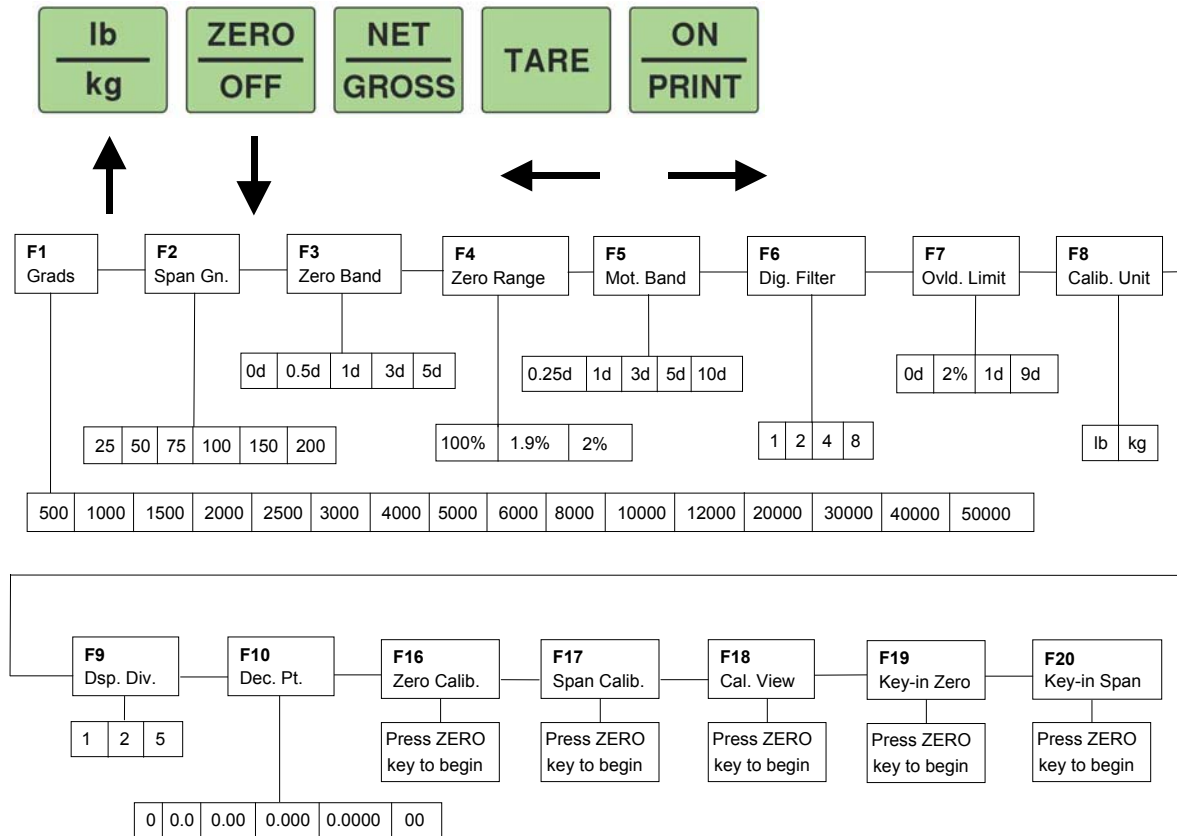 lb
kg
ZERO
OFF
NET
GROSS
TARE
ON
PRINT
F1
Grads
F2
Span Gn.
F3
Zero Band
F4
Zero Range
F5
Mot. Band
F6
Dig. Filter
F7
Ovld. Limit
F8
Calib. Unit
0d 0.5d 1d 3d 5d
0.25d 1d 3d 5d 10d
0d 2% 1d 9d
25 50 75 100 150 200
100% 1.9% 2%
1 2 4 8
lb kg
500 1000 1500 2000 2500 3000 4000 5000 6000 8000 10000 12000 20000 30000 40000 50000
F9
Dsp. Div.
F10
Dec. Pt.
F16
Zero Calib.
F17
Span Calib.
F18
Cal. View
F19
Key-in Zero
F20
Key-in Span
1 2 5
Press ZERO
key to begin
Press ZERO
key to begin
Press ZERO
key to begin
Press ZERO
key to begin
Press ZERO
key to begin
0 0.0 0.00 0.000 0.0000 00